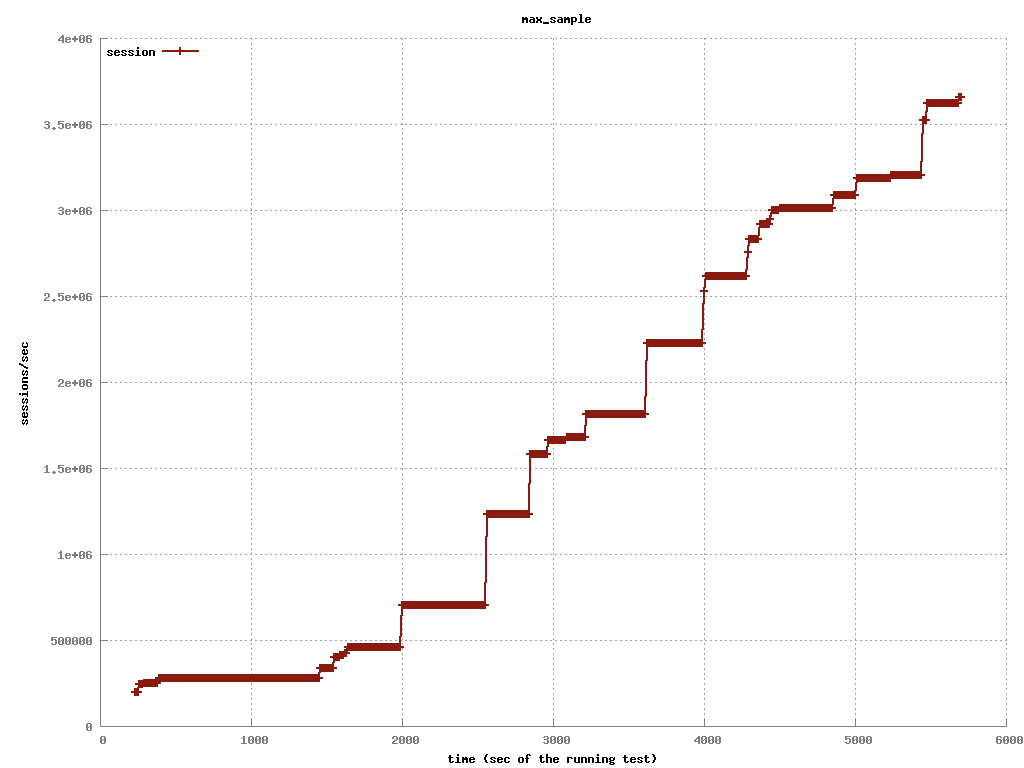 max_sample
4e+06
session
3.5e+06
3e+06
2.5e+06
sessions/sec
2e+06
1.5e+06
1e+06
500000
0
0 1000 2000 3000 4000 5000 6000
time (sec of the running test)